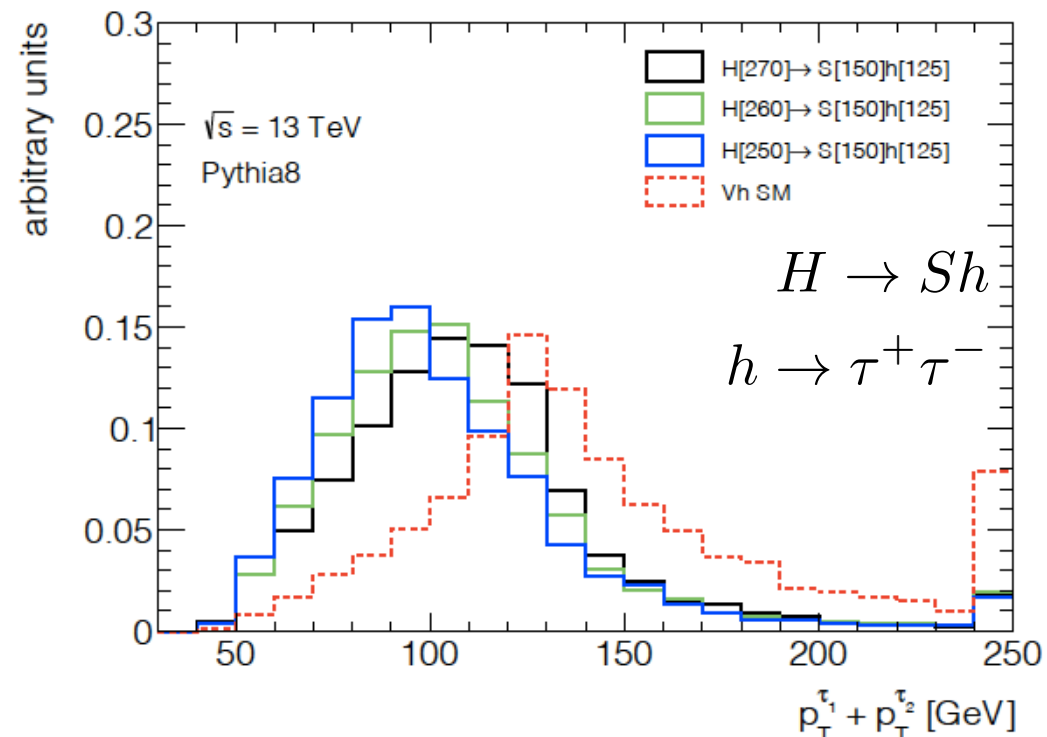 arbitrary units
0.3
0.25
0.2
0.15
0.1
0.05
0
√s = 13 TeV
Pythia8
H[270]→ S[150]h[125]
H[260]→ S[150]h[125]
H[250]→ S[150]h[125]
Vh SM
H → Sh
h → τ⁺τ⁻
50 100 150 200 250
p_T^τ₁ + p_T^τ₂ [GeV]